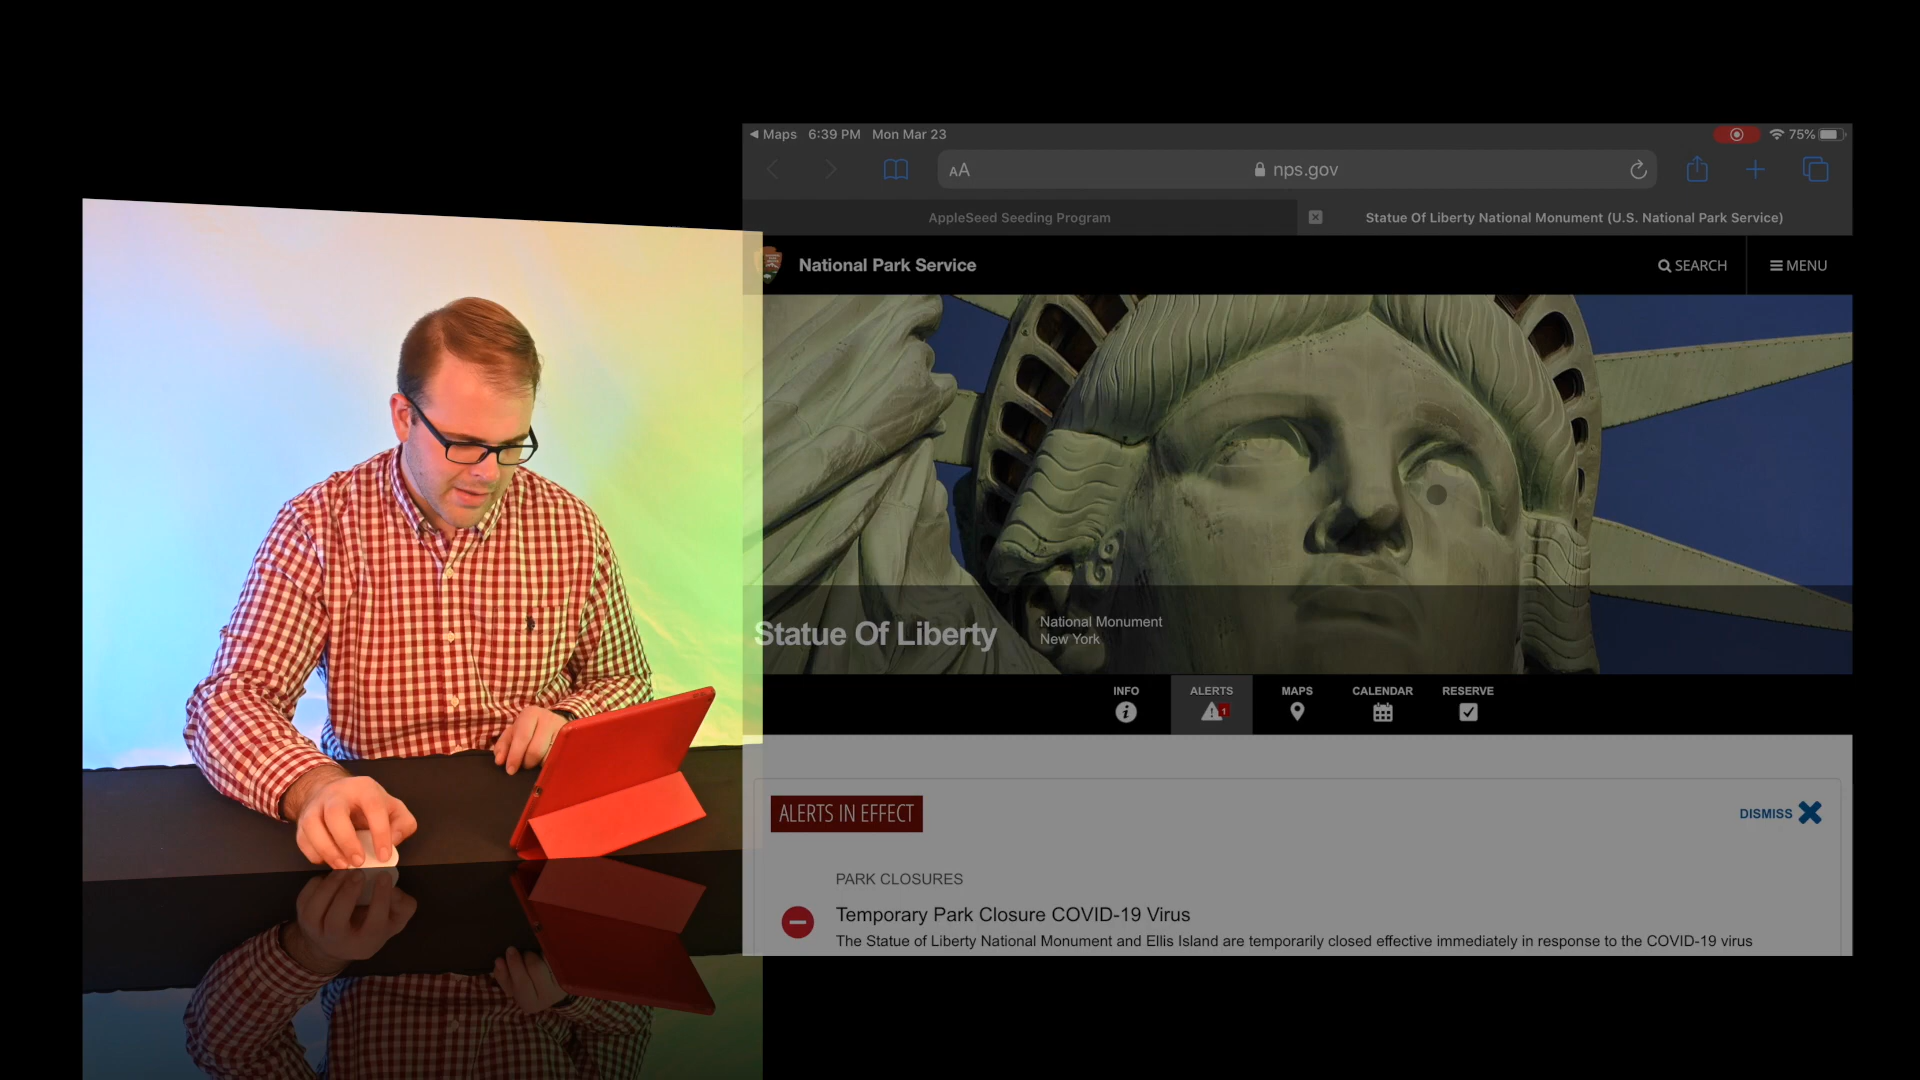 Maps 6:39 PM Mon Mar 23 75%
AA nps.gov
AppleSeed Seeding Program Statue Of Liberty National Monument (U.S. National Park Service)
National Park Service SEARCH MENU
Statue Of Liberty
National Monument
New York
INFO ALERTS MAPS CALENDAR RESERVE
1
ALERTS IN EFFECT DISMISS
PARK CLOSURES
Temporary Park Closure COVID-19 Virus
The Statue of Liberty National Monument and Ellis Island are temporarily closed effective immediately in response to the COVID-19 virus